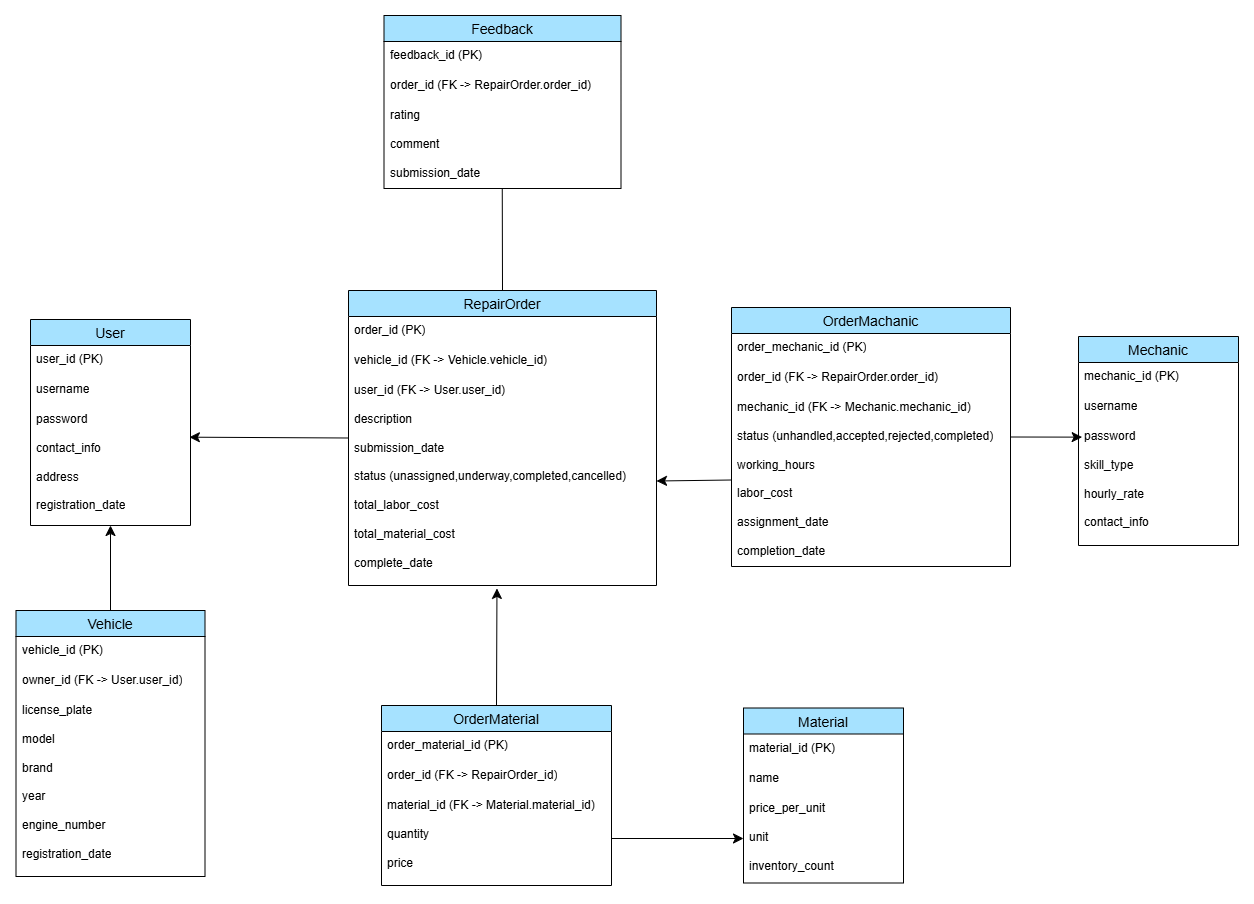 Feedback
feedback_id (PK)
order_id (FK -> RepairOrder.order_id)
rating
comment
submission_date
User
user_id (PK)
username
password
contact_info
address
registration_date
RepairOrder
order_id (PK)
vehicle_id (FK -> Vehicle.vehicle_id)
user_id (FK -> User.user_id)
description
submission_date
status (unassigned,underway,completed,cancelled)
total_labor_cost
total_material_cost
complete_date
OrderMachanic
order_mechanic_id (PK)
order_id (FK -> RepairOrder.order_id)
mechanic_id (FK -> Mechanic.mechanic_id)
status (unhandled,accepted,rejected,completed)
working_hours
labor_cost
assignment_date
completion_date
Mechanic
mechanic_id (PK)
username
password
skill_type
hourly_rate
contact_info
Vehicle
vehicle_id (PK)
owner_id (FK -> User.user_id)
license_plate
model
brand
year
engine_number
registration_date
OrderMaterial
order_material_id (PK)
order_id (FK -> RepairOrder_id)
material_id (FK -> Material.material_id)
quantity
price
Material
material_id (PK)
name
price_per_unit
unit
inventory_count